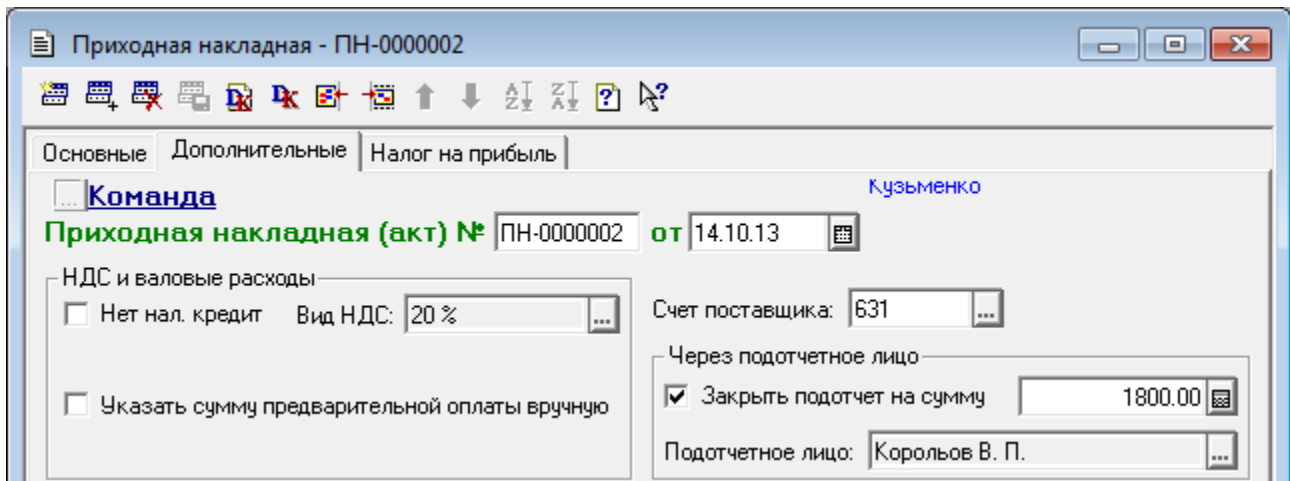 Приходная накладная - ПН-0000002
Основные Дополнительные Налог на прибыль
... Команда Кузьменко
Приходная накладная (акт) № ПН-0000002 от 14.10.13
НДС и валовые расходы
Нет нал. кредит Вид НДС: 20 % ...
Счет поставщика: 631 ...
Через подотчетное лицо
Закрыть подотчет на сумму 1800.00
Указать сумму предварительной оплаты вручную
Подотчетное лицо: Корольов В. П. ...